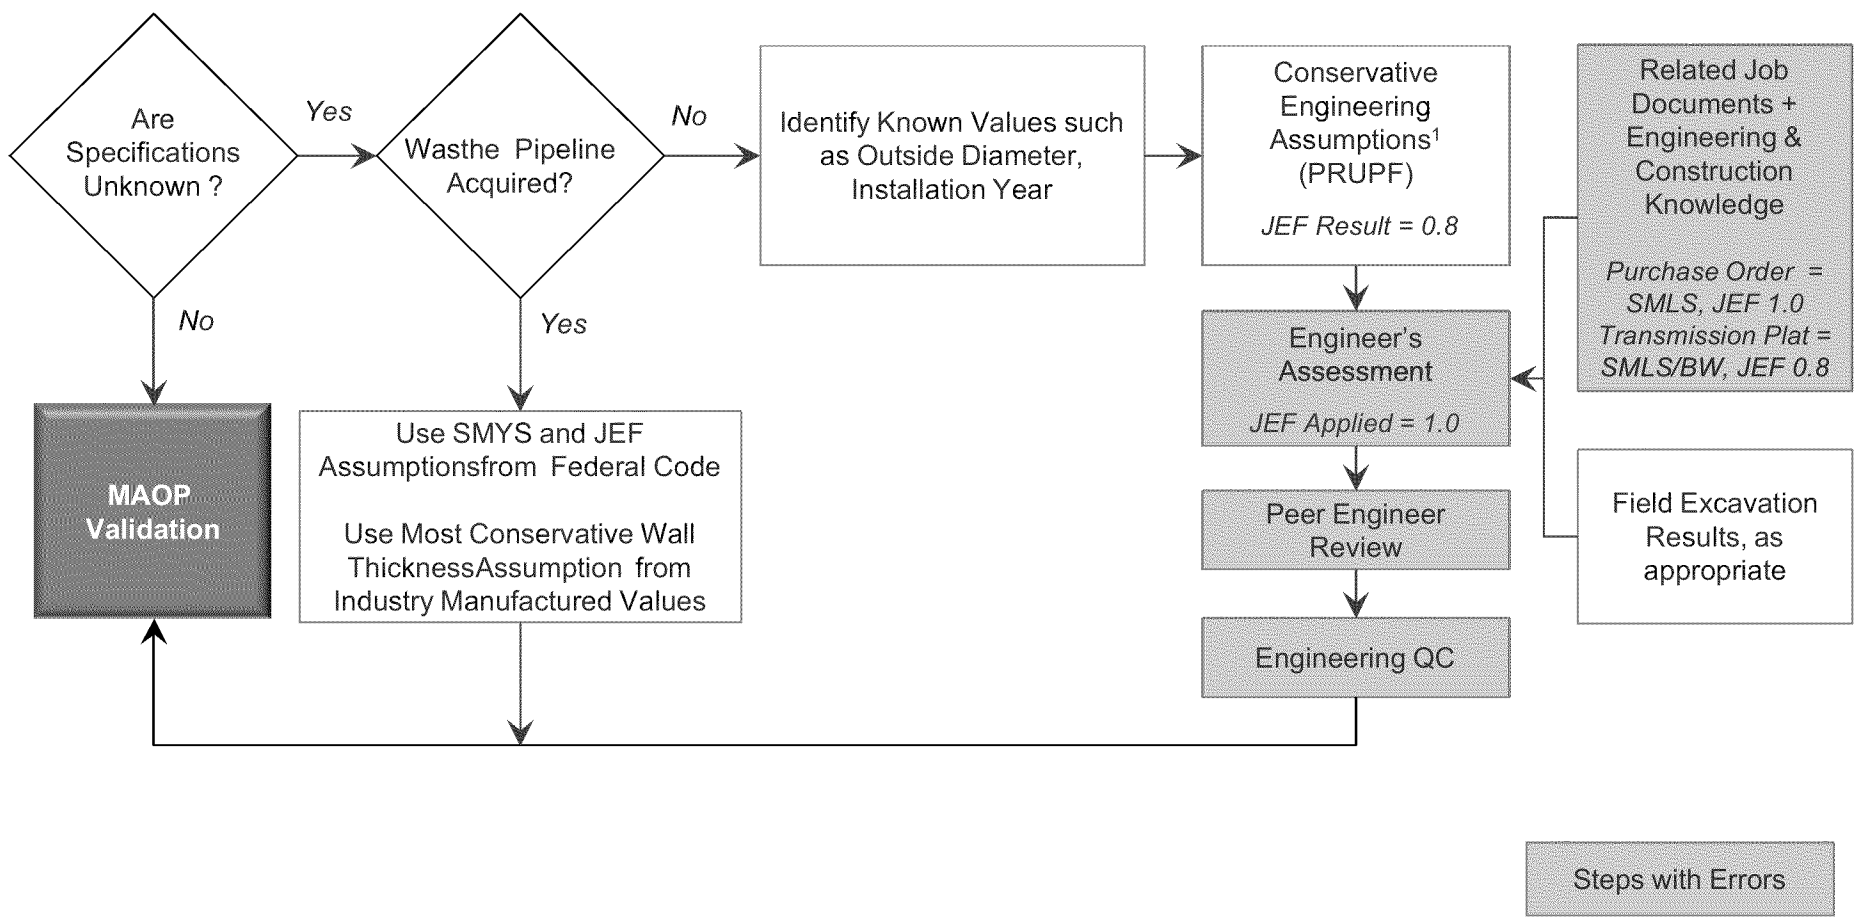 Are
Specifications
Unknown ?
Yes
No
Wasthe Pipeline
Acquired?
No
Yes
Identify Known Values such
as Outside Diameter,
Installation Year
Conservative
Engineering
Assumptions¹
(PRUPF)
JEF Result = 0.8
Related Job
Documents +
Engineering &
Construction
Knowledge
Purchase Order =
SMLS, JEF 1.0
Transmission Plat =
SMLS/BW, JEF 0.8
Engineer's
Assessment
JEF Applied = 1.0
MAOP
Validation
Use SMYS and JEF
Assumptionsfrom Federal Code
Use Most Conservative Wall
ThicknessAssumption from
Industry Manufactured Values
Peer Engineer
Review
Field Excavation
Results, as
appropriate
Engineering QC
Steps with Errors